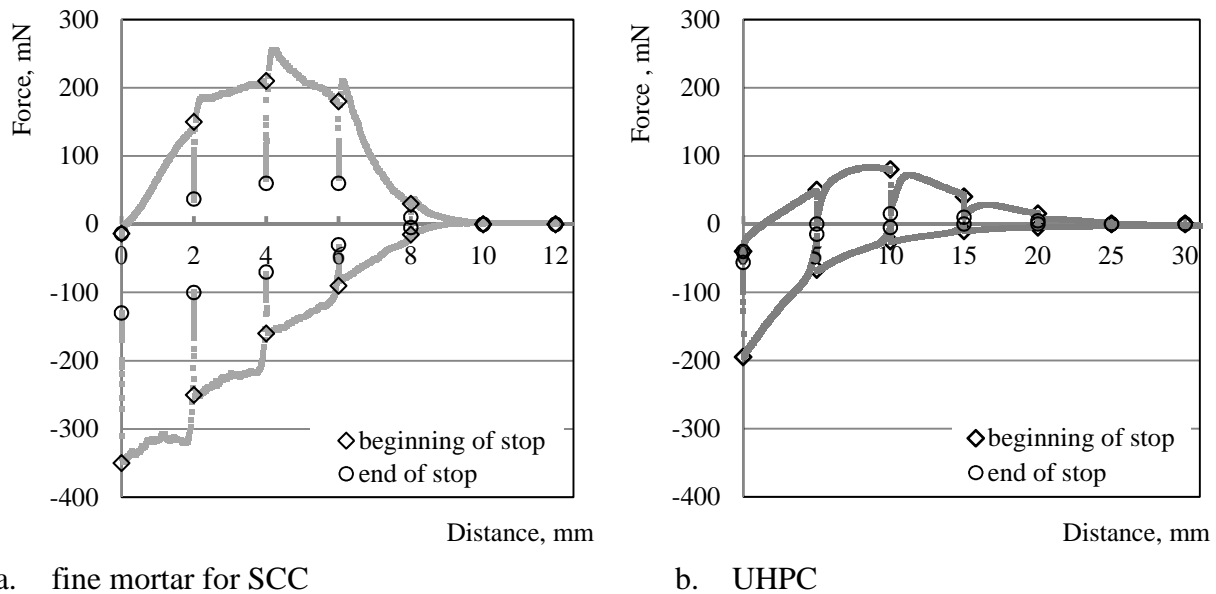 Force, mN
300
200
100
0
-100
-200
-300
-400
0 2 4 6 8 10 12
beginning of stop
end of stop
Distance, mm
a. fine mortar for SCC
Force , mN
300
200
100
0
-100
-200
-300
-400
0 5 10 15 20 25 30
beginning of stop
end of stop
Distance, mm
b. UHPC